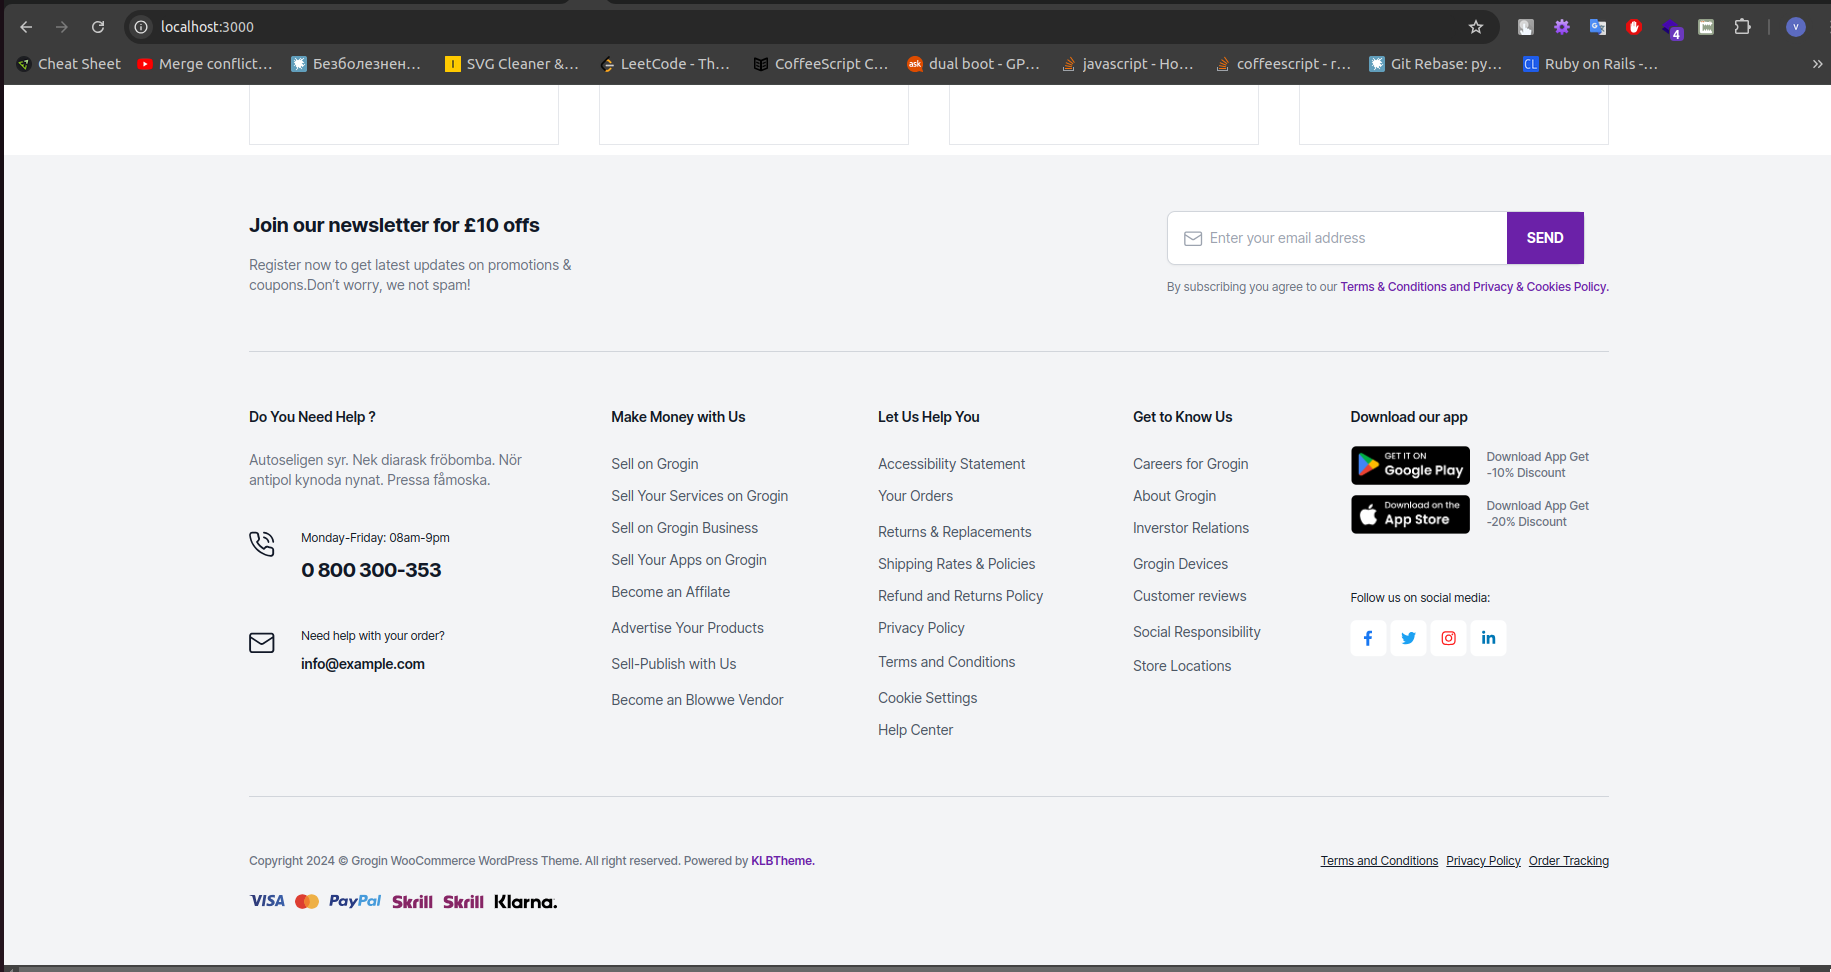 localhost:3000
4
V
Cheat Sheet
Merge conflict...
Безболезнен...
SVG Cleaner &...
LeetCode - Th...
CoffeeScript C...
dual boot - GP...
javascript - Ho...
coffeescript - r...
Git Rebase: ру...
Ruby on Rails -...
Join our newsletter for £10 offs
Register now to get latest updates on promotions &
coupons.Don't worry, we not spam!
Enter your email address
SEND
By subscribing you agree to our Terms & Conditions and Privacy & Cookies Policy.
Do You Need Help ?
Autoseligen syr. Nek diarask fröbomba. Nör
antipol kynoda nynat. Pressa fåmoska.
Monday-Friday: 08am-9pm
0 800 300-353
Need help with your order?
info@example.com
Make Money with Us
Sell on Grogin
Sell Your Services on Grogin
Sell on Grogin Business
Sell Your Apps on Grogin
Become an Affilate
Advertise Your Products
Sell-Publish with Us
Become an Blowwe Vendor
Let Us Help You
Accessibility Statement
Your Orders
Returns & Replacements
Shipping Rates & Policies
Refund and Returns Policy
Privacy Policy
Terms and Conditions
Cookie Settings
Help Center
Get to Know Us
Careers for Grogin
About Grogin
Inverstor Relations
Grogin Devices
Customer reviews
Social Responsibility
Store Locations
Download our app
GET IT ON
Google Play
Download App Get
-10% Discount
Download on the
App Store
Download App Get
-20% Discount
Follow us on social media:
Copyright 2024 © Grogin WooCommerce WordPress Theme. All right reserved. Powered by KLBTheme.
Terms and Conditions Privacy Policy Order Tracking
VISA PayPal Skrill Skrill Klarna.